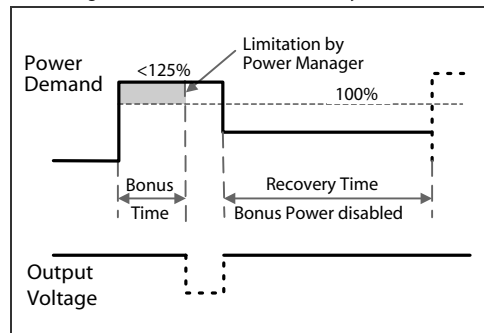 Power
Demand
<125%
Limitation by
Power Manager
100%
Bonus
Time
Recovery Time
Bonus Power disabled
Output
Voltage